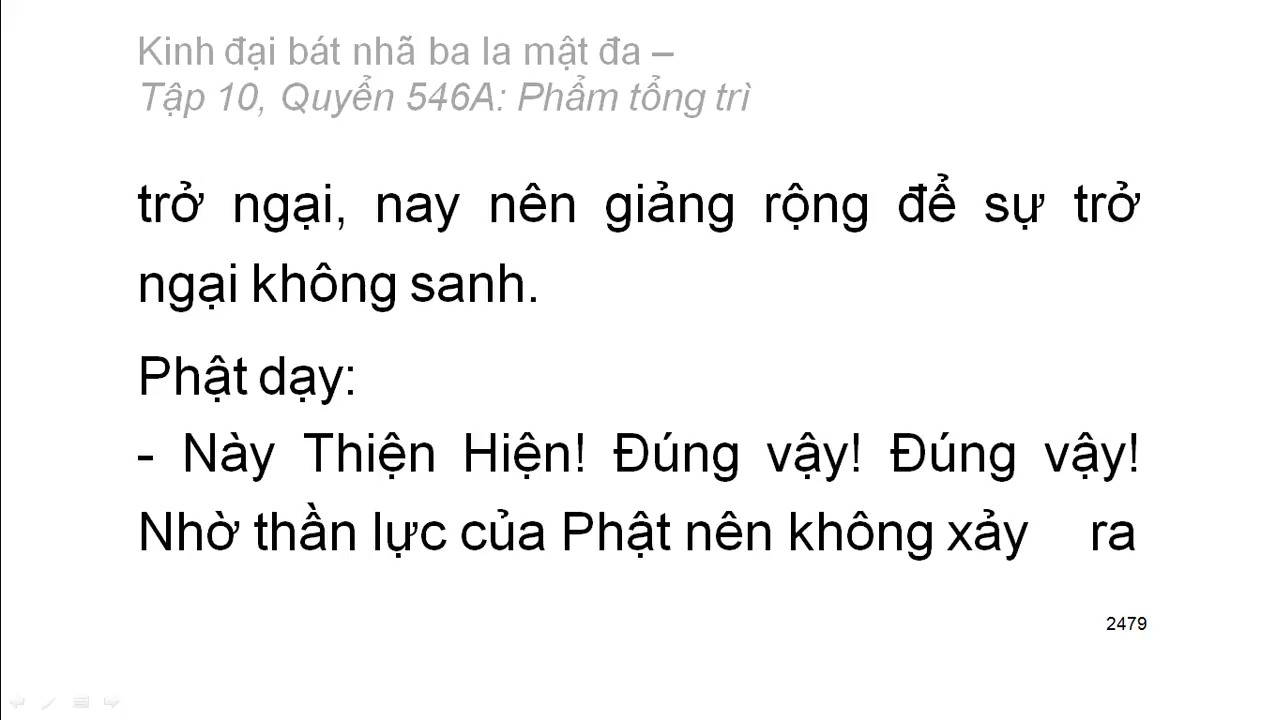 Kinh đại bát nhã ba la mật đa –
Tập 10, Quyển 546A: Phẩm tổng trì
trở ngại, nay nên giảng rộng để sự trở
ngại không sanh.
Phật dạy:
- Này Thiện Hiện! Đúng vậy! Đúng vậy!
Nhờ thần lực của Phật nên không xảy ra
2479